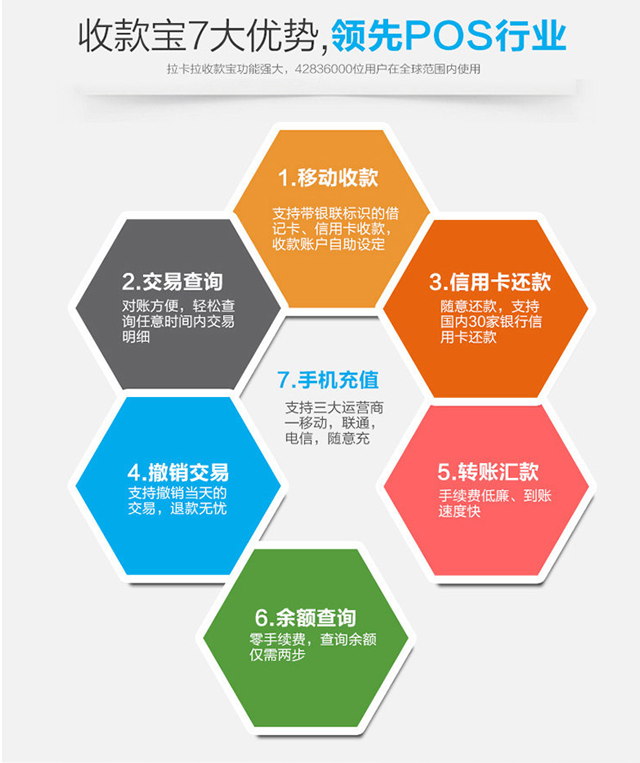 收款宝7大优势,领先POS行业
拉卡拉收款宝功能强大，42836000位用户在全球范围内使用
1.移动收款
支持带银联标识的借
记卡、信用卡收款，
收款账户自助设定
2.交易查询
对账方便，轻松查
询任意时间内交易
明细
3.信用卡还款
随意还款，支持
国内30家银行信
用卡还款
7.手机充值
支持三大运营商
—移动，联通，
电信，随意充
4.撤销交易
支持撤销当天的
交易，退款无忧
5.转账汇款
手续费低廉、到账
速度快
6.余额查询
零手续费，查询余额
仅需两步